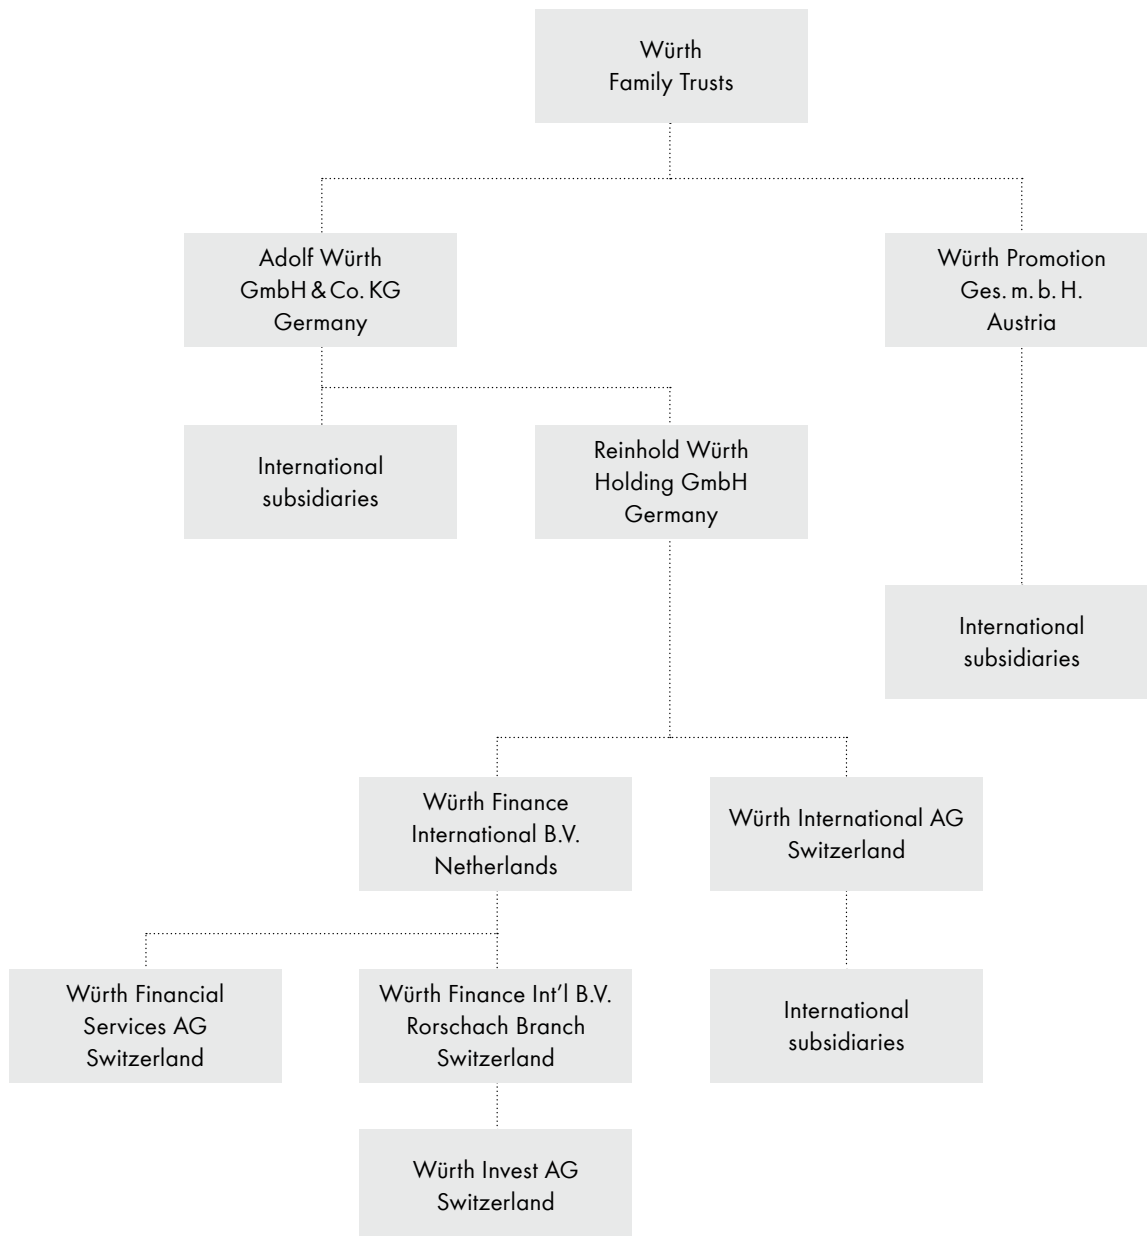 Würth
Family Trusts
Adolf Würth
GmbH & Co. KG
Germany
Würth Promotion
Ges. m. b. H.
Austria
International
subsidiaries
Reinhold Würth
Holding GmbH
Germany
International
subsidiaries
Würth Finance
International B.V.
Netherlands
Würth International AG
Switzerland
Würth Financial
Services AG
Switzerland
Würth Finance Int’l B.V.
Rorschach Branch
Switzerland
International
subsidiaries
Würth Invest AG
Switzerland